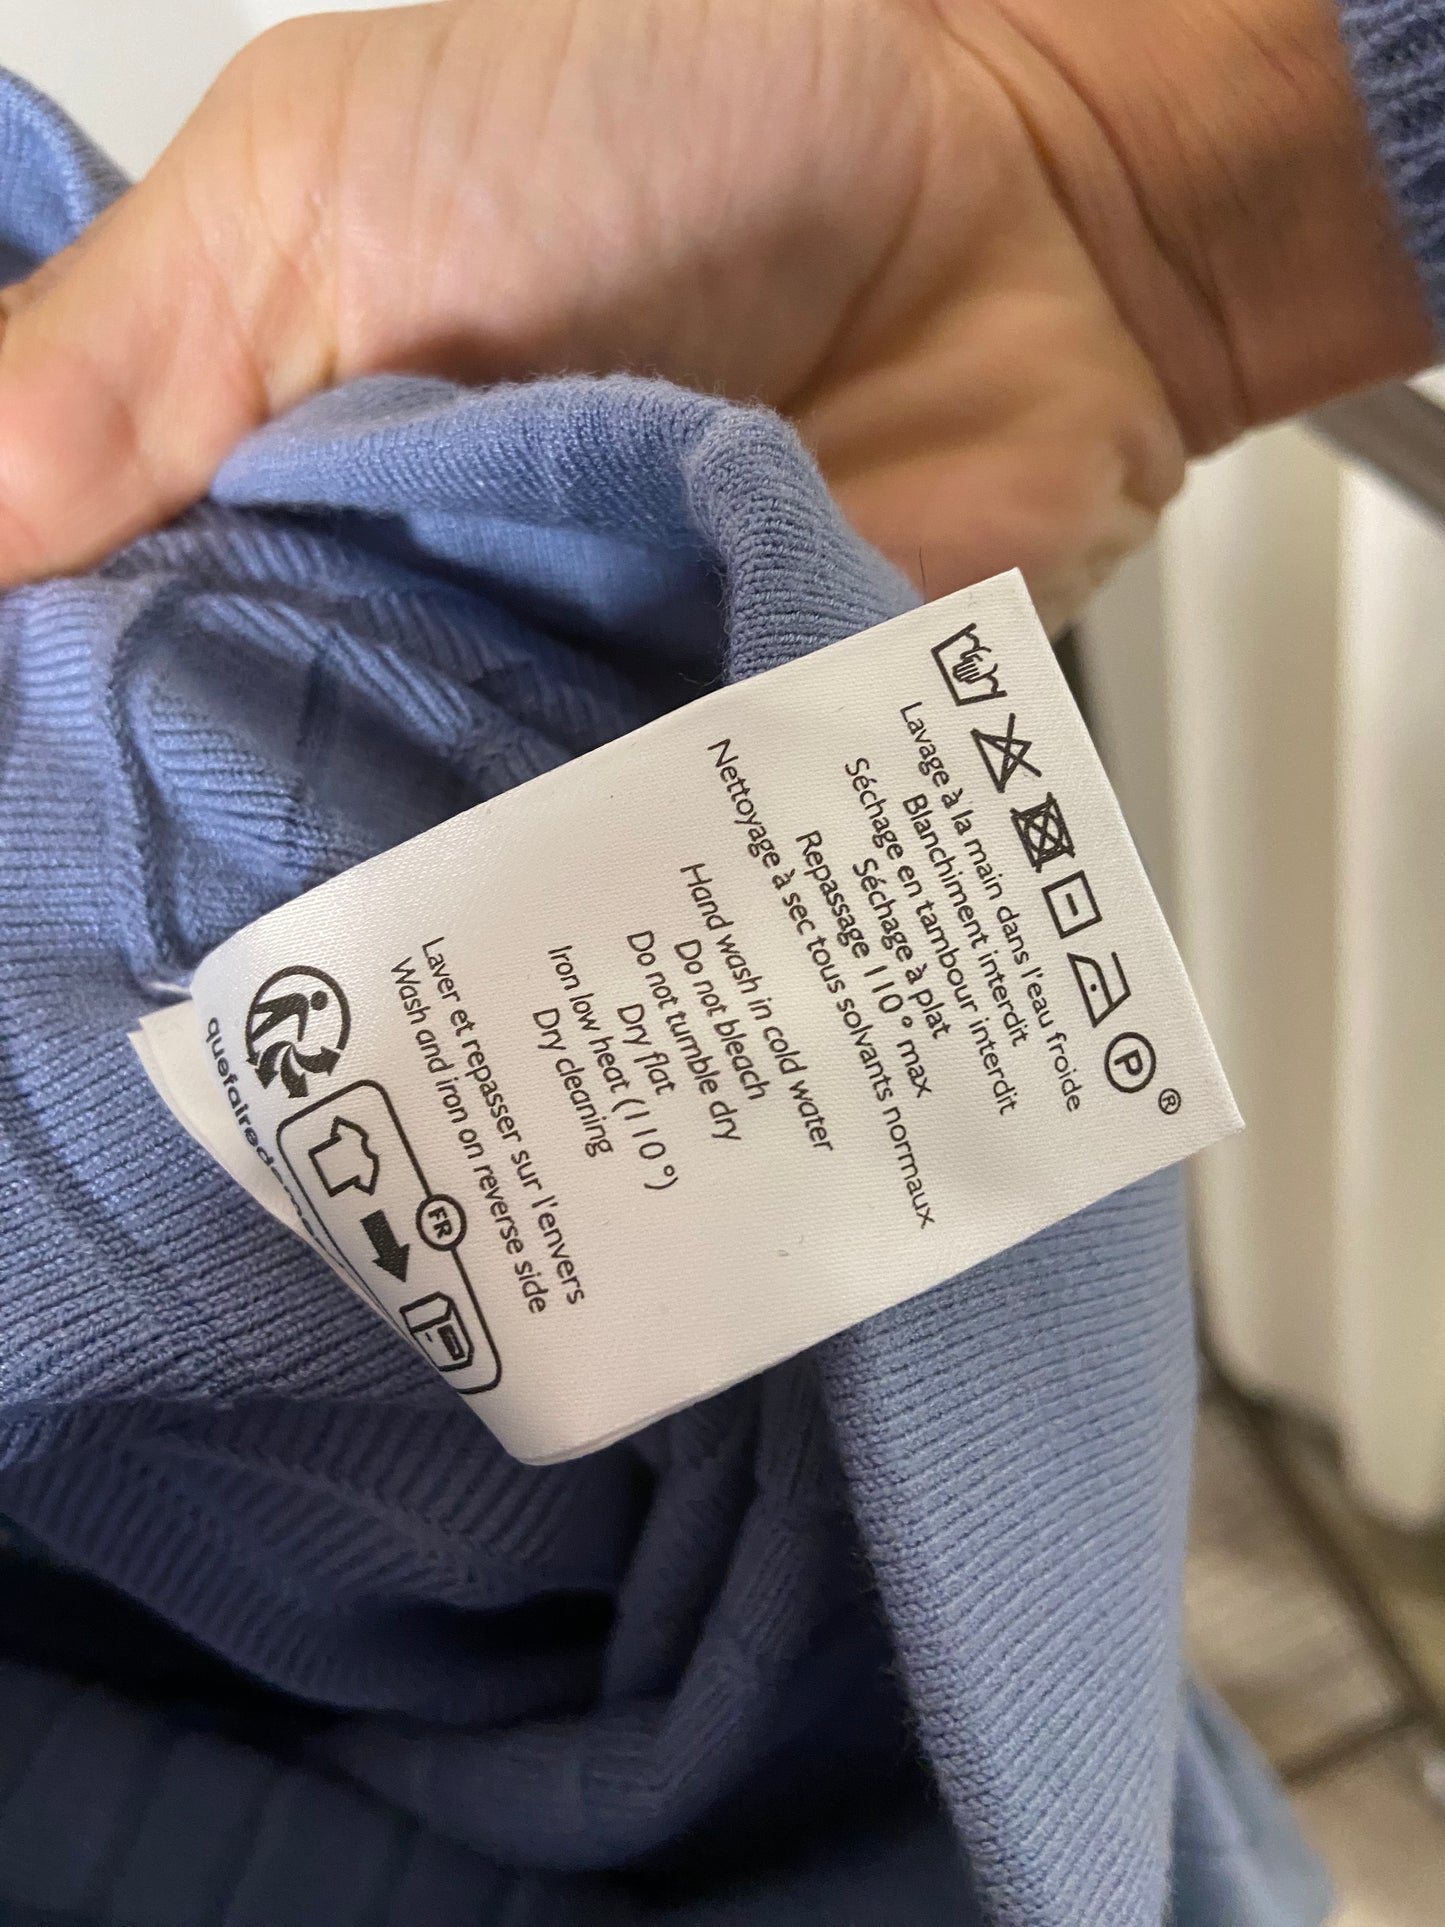 P ®
Lavage à la main dans l'eau froide
Blanchiment interdit
Séchage en tambour interdit
Séchage à plat
Repassage 110° max
Nettoyage à sec tous solvants normaux
Hand wash in cold water
Do not bleach
Do not tumble dry
Dry flat
Iron low heat (110°)
Dry cleaning
Laver et repasser sur l'envers
Wash and iron on reverse side
FR